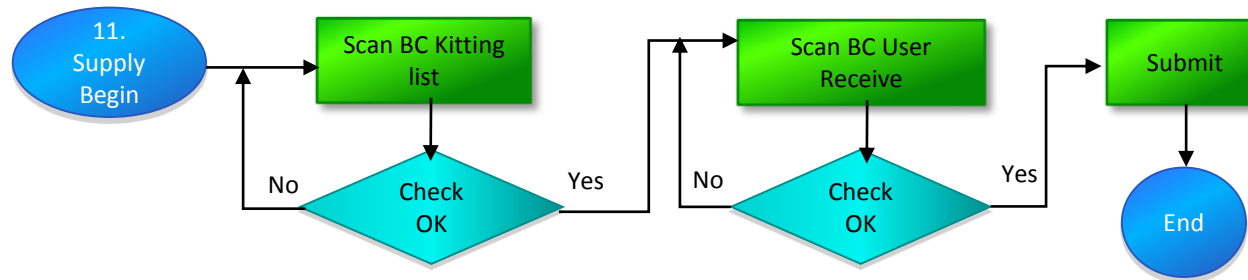 11.
Supply
Begin
Scan BC Kitting
list
Check
OK
No
Yes
Scan BC User
Receive
Check
OK
No
Yes
Submit
End